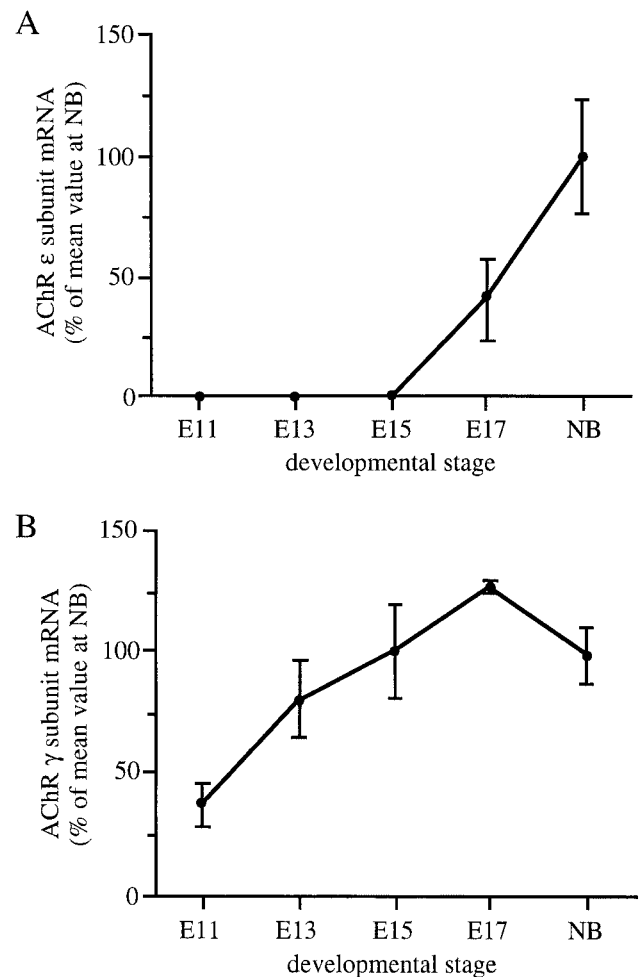 A
AChR ε subunit mRNA
(% of mean value at NB)
150
100
50
0
E11 E13 E15 E17 NB
developmental stage
B
AChR γ subunit mRNA
(% of mean value at NB)
150
100
50
0
E11 E13 E15 E17 NB
developmental stage